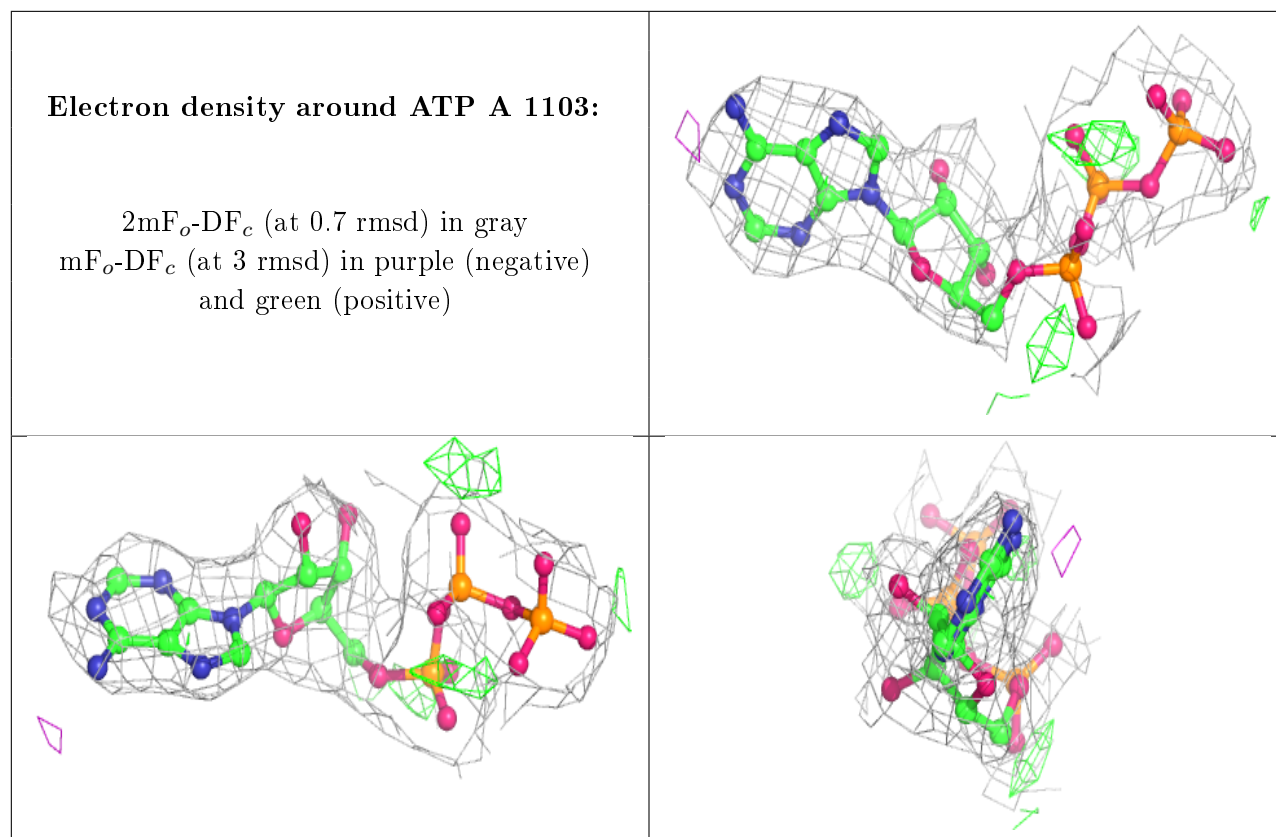 Electron density around ATP A 1103:
2mFₒ-DF𝒸 (at 0.7 rmsd) in gray
mFₒ-DF𝒸 (at 3 rmsd) in purple (negative)
and green (positive)